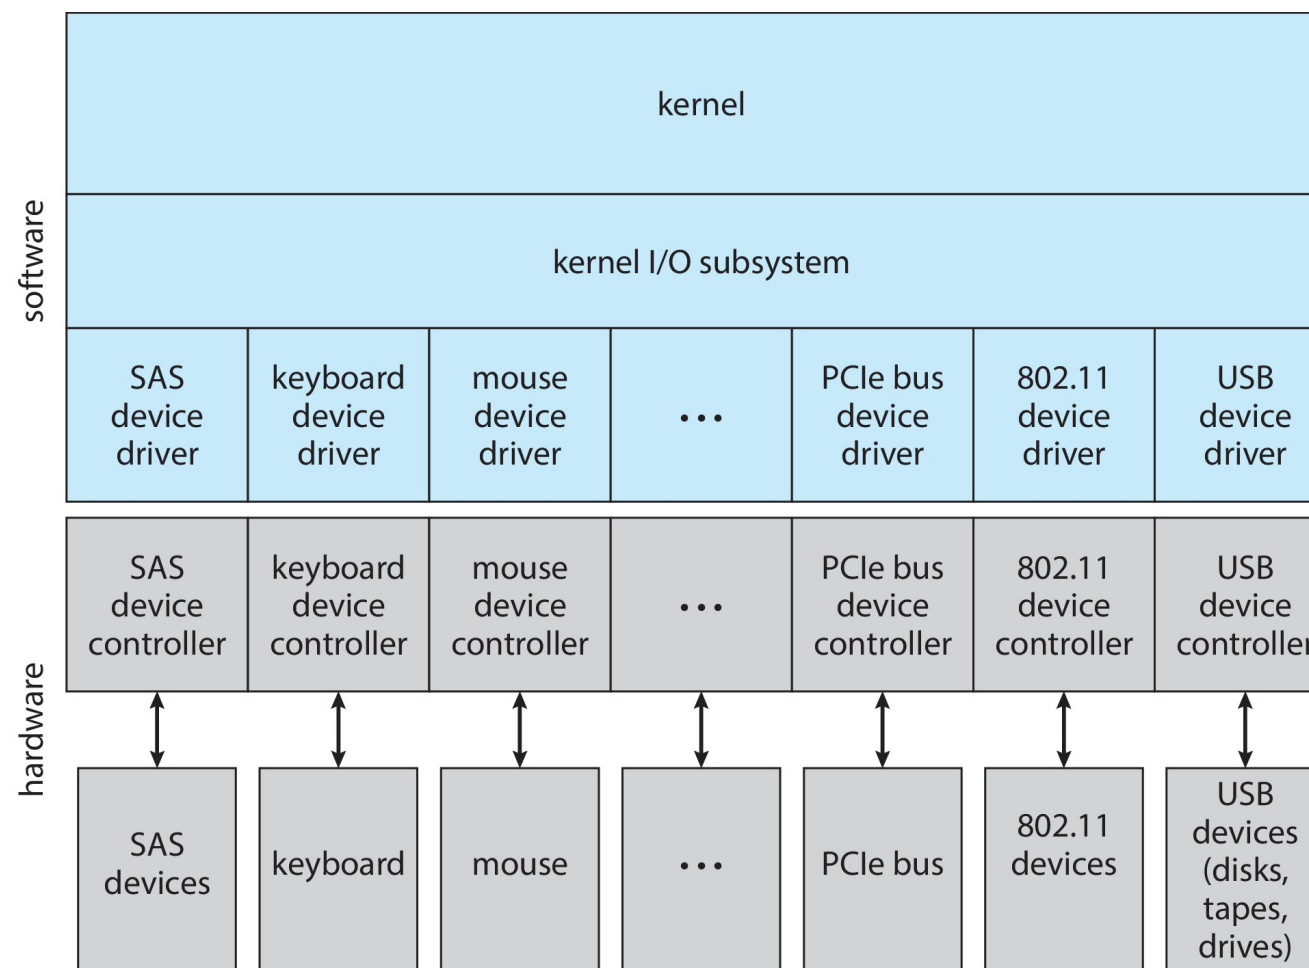 kernel
kernel I/O subsystem
software
SAS
device
driver
keyboard
device
driver
mouse
device
driver
...
PCIe bus
device
driver
802.11
device
driver
USB
device
driver
hardware
SAS
device
controller
keyboard
device
controller
mouse
device
controller
...
PCIe bus
device
controller
802.11
device
controller
USB
device
controller
SAS
devices
keyboard
mouse
...
PCIe bus
802.11
devices
USB
devices
(disks,
tapes,
drives)